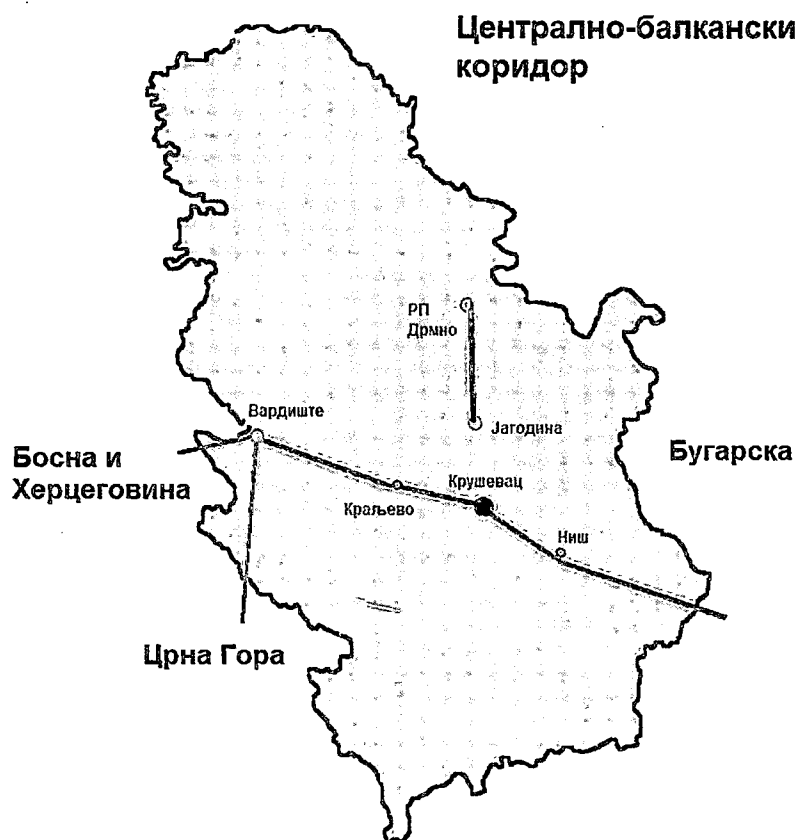 Централно-балкански
коридор
РП
Дрмно
Јагодина
Вардиште
Босна и
Херцеговина
Бугарска
Крушевац
Краљево
Ниш
Црна Гора